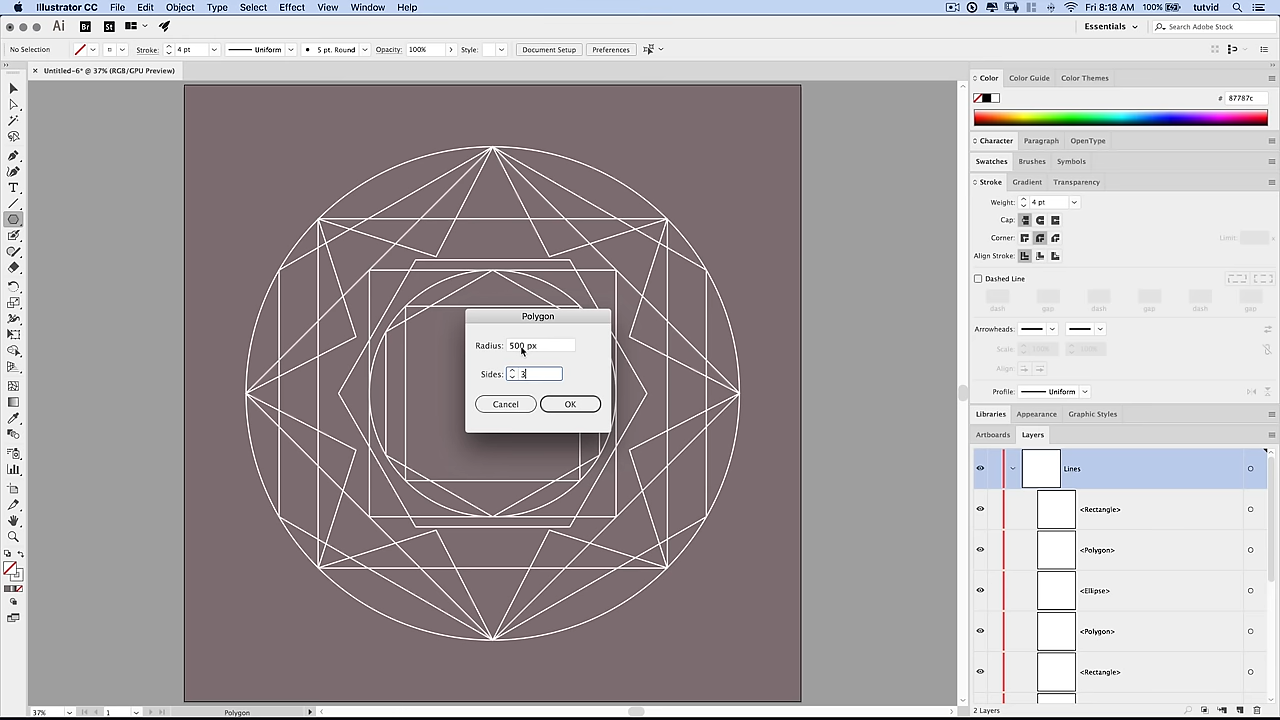 Illustrator CC File Edit Object Type Select Effect View Window Help Fri 8:18 AM 100% tutvid
Ai Br St Essentials Search Adobe Stock
No Selection Stroke: 4 pt Uniform 5 pt. Round Opacity: 100% Style: Document Setup Preferences
Untitled-6* @ 37% (RGB/GPU Preview)
Color Color Guide Color Themes
# 87787c
Character Paragraph OpenType
Swatches Brushes Symbols
Stroke Gradient Transparency
Weight: 4 pt
Cap:
Corner: Limit:
Align Stroke:
Dashed Line
dash gap dash gap dash gap
Arrowheads:
Scale: 100% 100%
Align:
Profile: Uniform
Libraries Appearance Graphic Styles
Artboards Layers
Lines
<Rectangle>
<Polygon>
<Ellipse>
<Polygon>
<Rectangle>
2 Layers
Polygon
Radius: 500 px
Sides: 3
Cancel OK
37% 1 Polygon